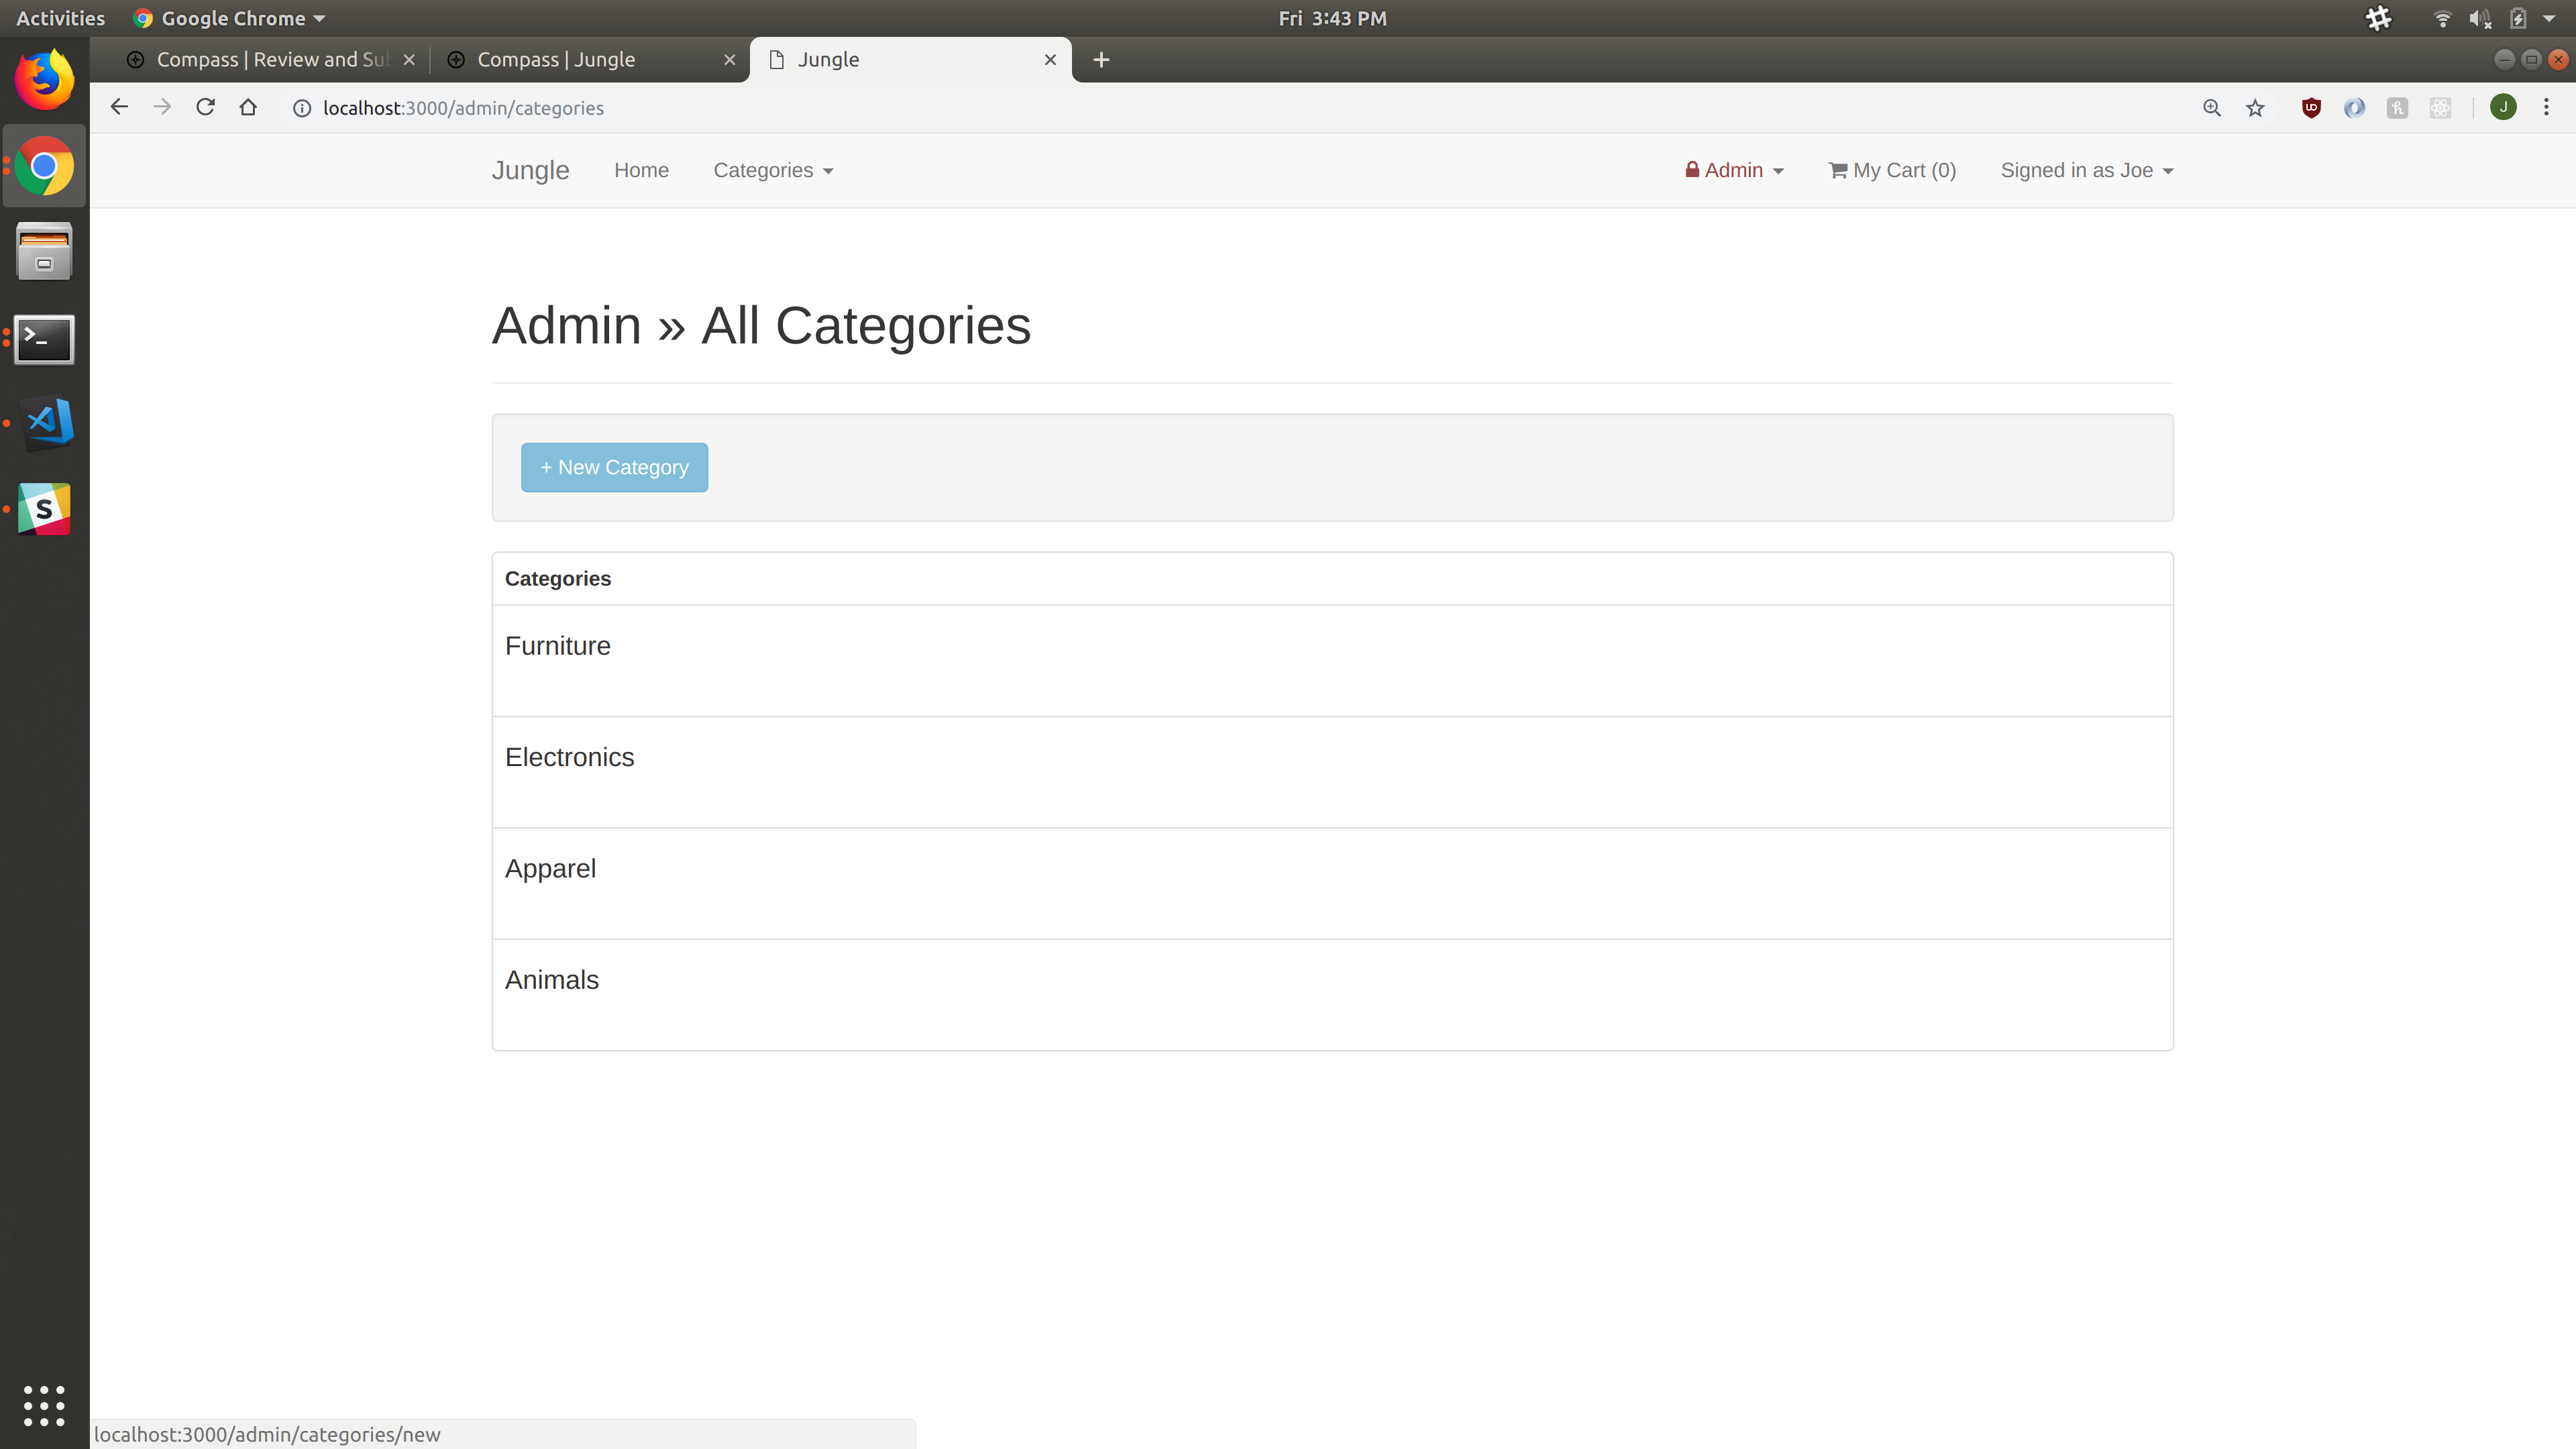 Activities Google Chrome Fri 3:43 PM
Compass | Review and Su Compass | Jungle Jungle
localhost:3000/admin/categories J
Jungle Home Categories Admin My Cart (0) Signed in as Joe
Admin » All Categories
+ New Category
Categories
Furniture
Electronics
Apparel
Animals
S
localhost:3000/admin/categories/new